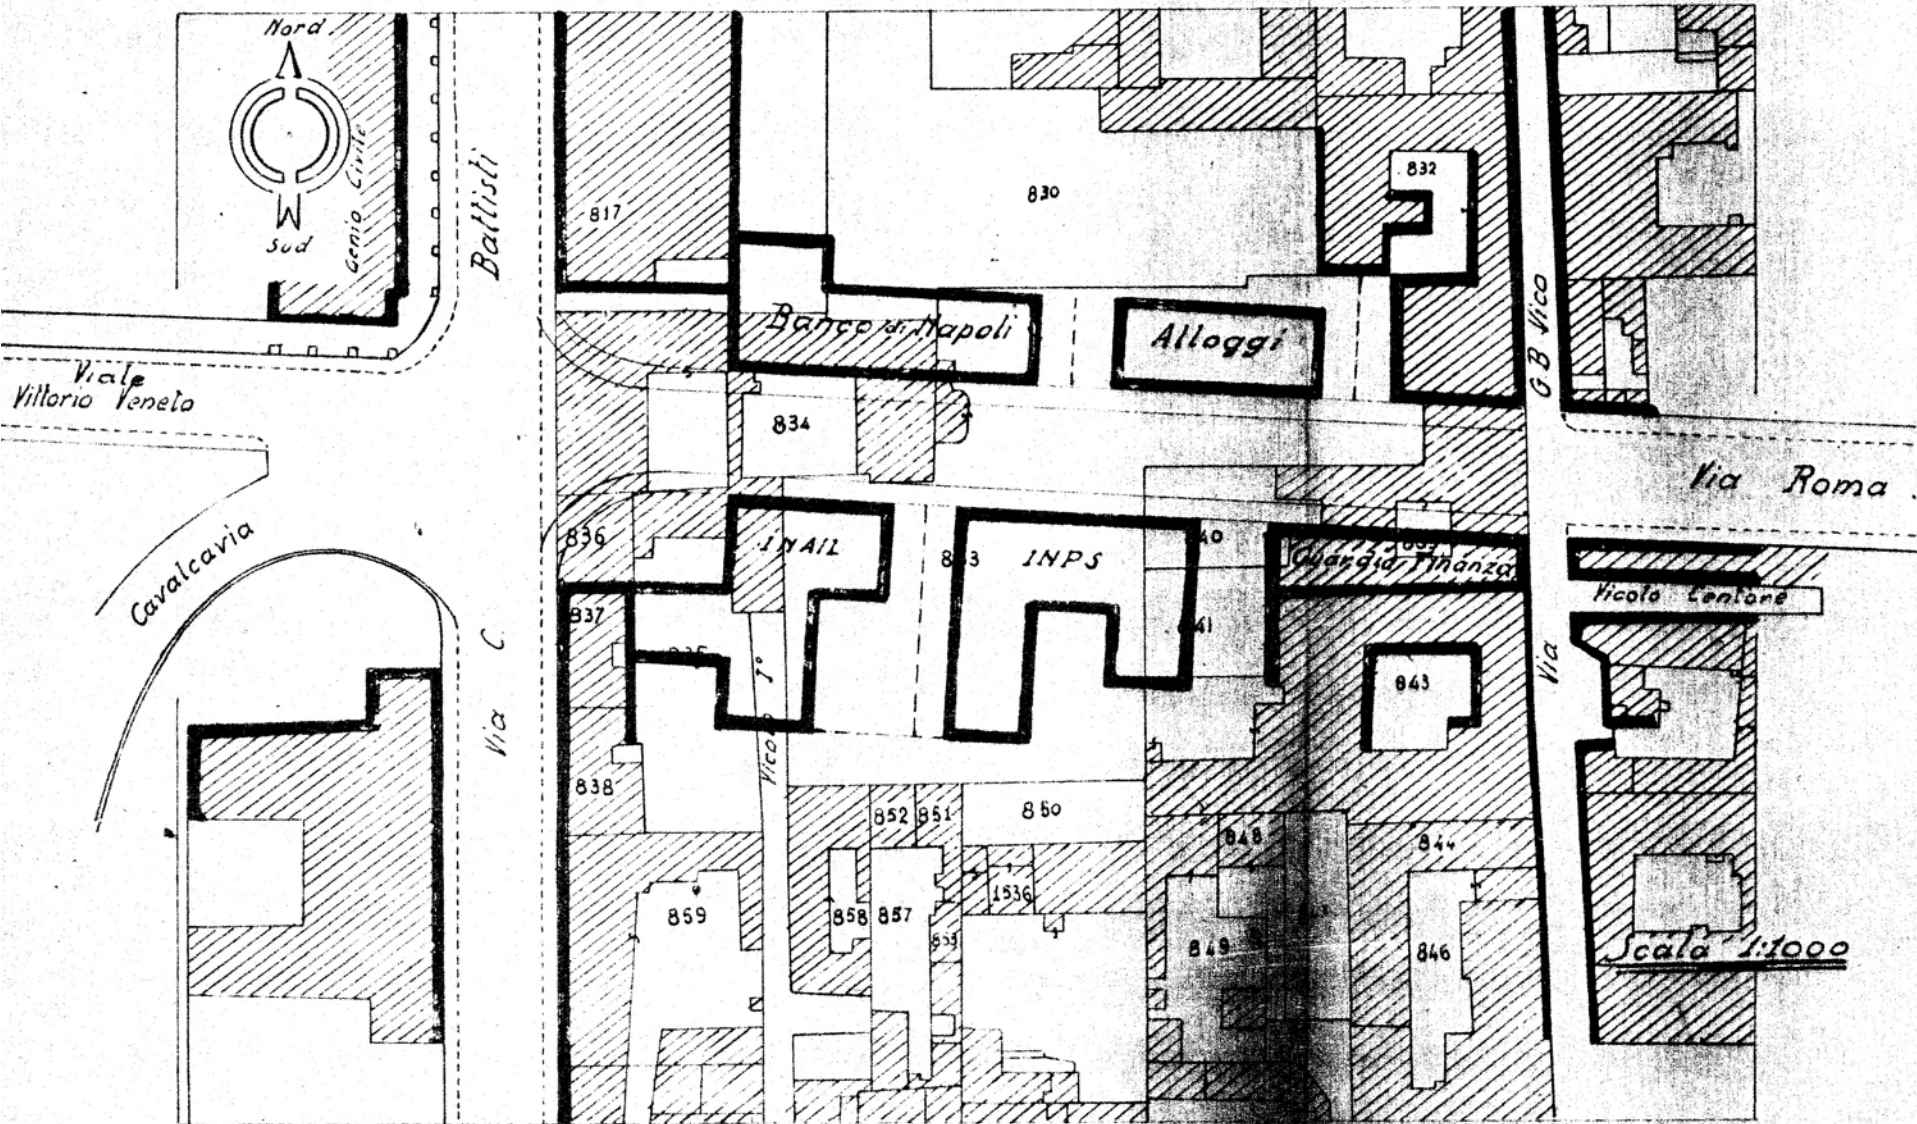 Nord.
Sud
Genio Civile
Battisti
817
830
832
Banco di Napoli
Alloggi
G B Vico
Viale
Vittorio Veneto
834
Via Roma
Cavalcavia
836
INAIL
INPS
Guardia Finanza
Vicolo Centore
837
843
Via
Via C
838
852
851
850
848
844
859
858
857
853
1536
849
846
Scala 1:1000